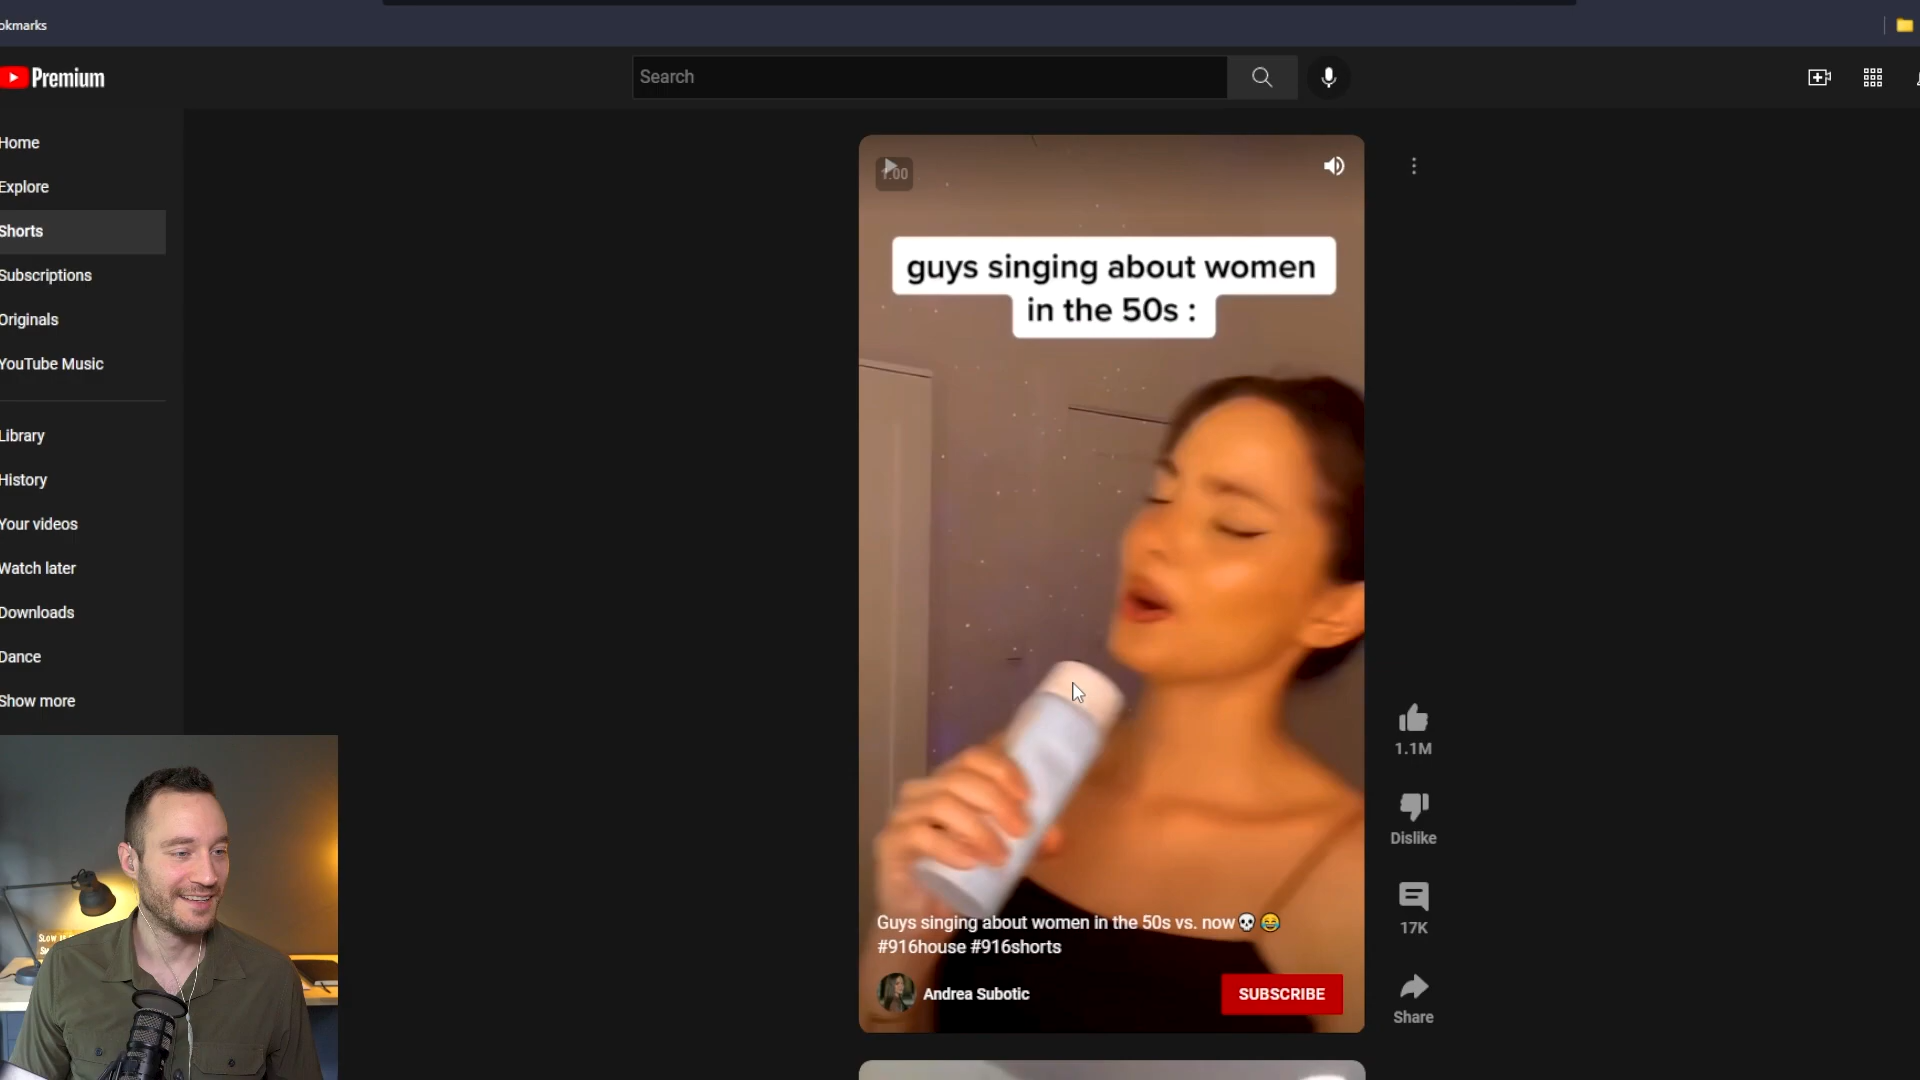 okmarks
Premium
Search
Home
Explore
Shorts
Subscriptions
Originals
YouTube Music
Library
History
Your videos
Watch later
Downloads
Dance
Show more
1.00
guys singing about women
in the 50s :
Guys singing about women in the 50s vs. now💀😂
#916house #916shorts
Andrea Subotic
SUBSCRIBE
1.1M
Dislike
17K
Share